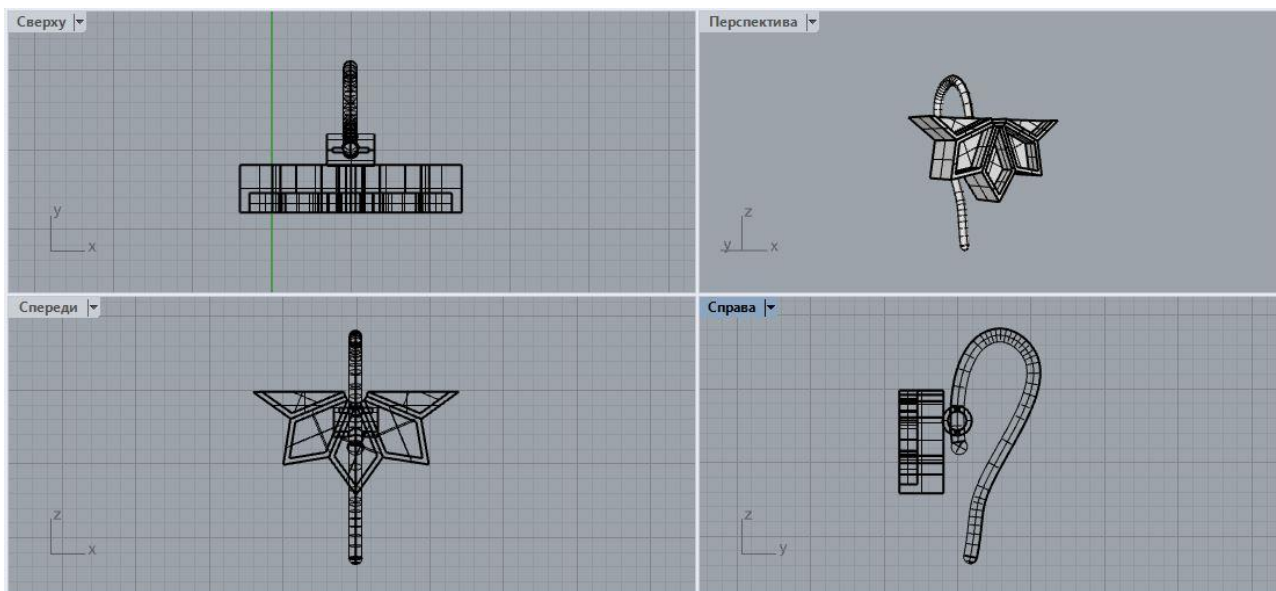 Сверху
Перспектива
y
x
z
y
x
Спереди
Справа
z
x
z
y